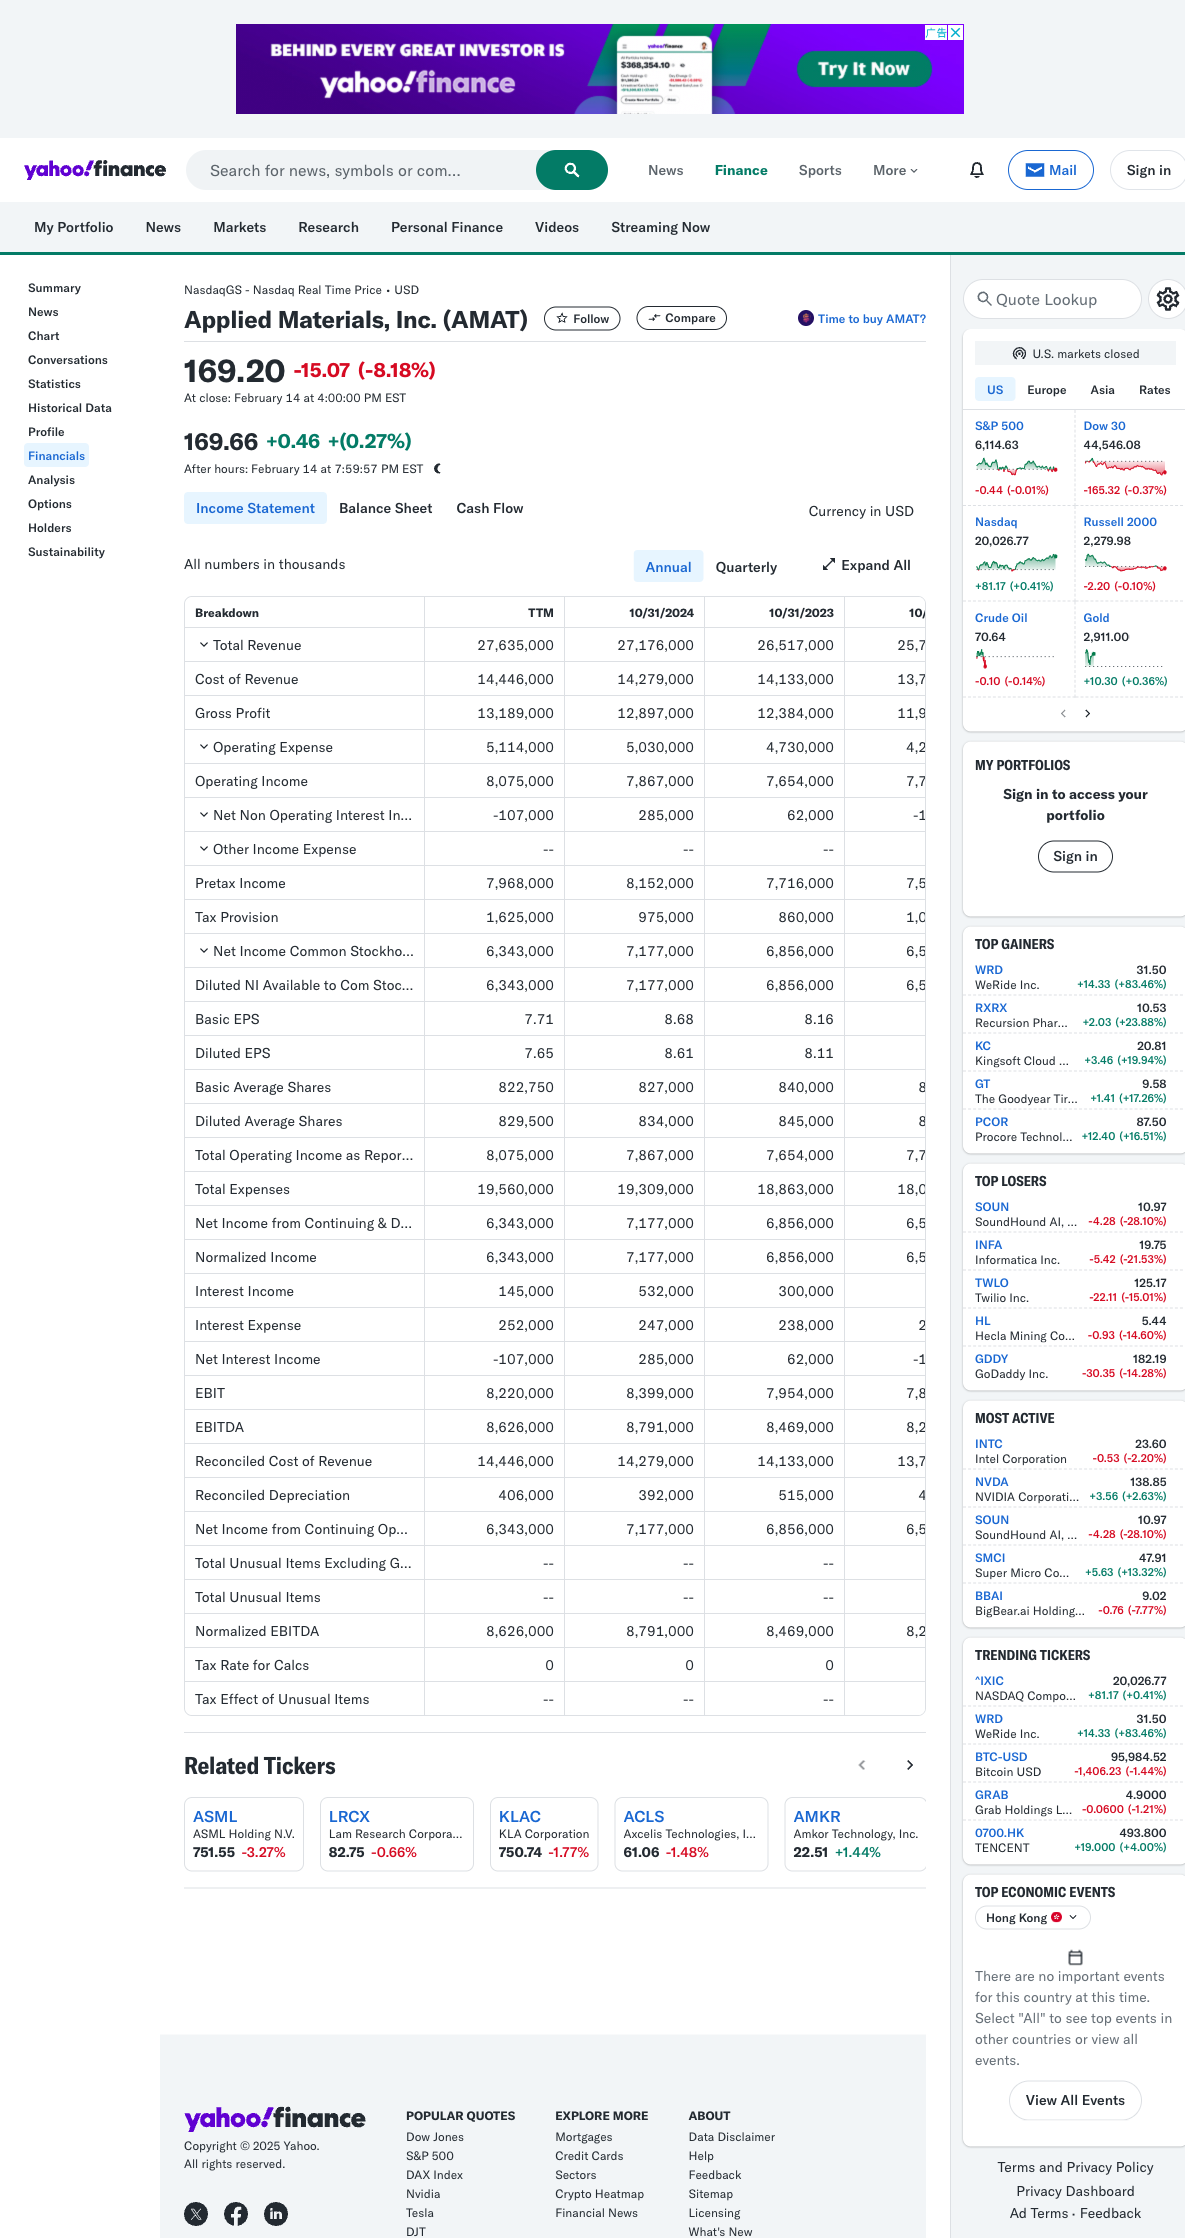 BEHIND EVERY GREAT INVESTOR IS
yahoo!finance
yahoo!finance
$368,354.10
Try It Now
广告
yahoo!finance
Search for news, symbols or com...
News
Finance
Sports
More
Mail
Sign in
My Portfolio
News
Markets
Research
Personal Finance
Videos
Streaming Now
Summary
News
Chart
Conversations
Statistics
Historical Data
Profile
Financials
Analysis
Options
Holders
Sustainability
NasdaqGS - Nasdaq Real Time Price • USD
Applied Materials, Inc. (AMAT)
Follow
Compare
Time to buy AMAT?
169.20 -15.07 (-8.18%)
At close: February 14 at 4:00:00 PM EST
169.66 +0.46 +(0.27%)
After hours: February 14 at 7:59:57 PM EST
Income Statement
Balance Sheet
Cash Flow
Currency in USD
All numbers in thousands
Annual
Quarterly
Expand All
Breakdown TTM 10/31/2024 10/31/2023 10/
Total Revenue 27,635,000 27,176,000 26,517,000 25,7
Cost of Revenue 14,446,000 14,279,000 14,133,000 13,7
Gross Profit 13,189,000 12,897,000 12,384,000 11,9
Operating Expense 5,114,000 5,030,000 4,730,000 4,2
Operating Income 8,075,000 7,867,000 7,654,000 7,7
Net Non Operating Interest In... -107,000 285,000 62,000 -1
Other Income Expense -- -- --
Pretax Income 7,968,000 8,152,000 7,716,000 7,5
Tax Provision 1,625,000 975,000 860,000 1,0
Net Income Common Stockho... 6,343,000 7,177,000 6,856,000 6,5
Diluted NI Available to Com Stoc... 6,343,000 7,177,000 6,856,000 6,5
Basic EPS 7.71 8.68 8.16
Diluted EPS 7.65 8.61 8.11
Basic Average Shares 822,750 827,000 840,000 8
Diluted Average Shares 829,500 834,000 845,000 8
Total Operating Income as Repor... 8,075,000 7,867,000 7,654,000 7,7
Total Expenses 19,560,000 19,309,000 18,863,000 18,0
Net Income from Continuing & D... 6,343,000 7,177,000 6,856,000 6,5
Normalized Income 6,343,000 7,177,000 6,856,000 6,5
Interest Income 145,000 532,000 300,000
Interest Expense 252,000 247,000 238,000 2
Net Interest Income -107,000 285,000 62,000 -1
EBIT 8,220,000 8,399,000 7,954,000 7,8
EBITDA 8,626,000 8,791,000 8,469,000 8,2
Reconciled Cost of Revenue 14,446,000 14,279,000 14,133,000 13,7
Reconciled Depreciation 406,000 392,000 515,000 4
Net Income from Continuing Op... 6,343,000 7,177,000 6,856,000 6,5
Total Unusual Items Excluding G... -- -- --
Total Unusual Items -- -- --
Normalized EBITDA 8,626,000 8,791,000 8,469,000 8,2
Tax Rate for Calcs 0 0 0
Tax Effect of Unusual Items -- -- --
Related Tickers
ASML
ASML Holding N.V.
751.55 -3.27%
LRCX
Lam Research Corpora...
82.75 -0.66%
KLAC
KLA Corporation
750.74 -1.77%
ACLS
Axcelis Technologies, I...
61.06 -1.48%
AMKR
Amkor Technology, Inc.
22.51 +1.44%
Quote Lookup
U.S. markets closed
US
Europe
Asia
Rates
S&P 500
6,114.63
-0.44 (-0.01%)
Dow 30
44,546.08
-165.32 (-0.37%)
Nasdaq
20,026.77
+81.17 (+0.41%)
Russell 2000
2,279.98
-2.20 (-0.10%)
Crude Oil
70.64
-0.10 (-0.14%)
Gold
2,911.00
+10.30 (+0.36%)
MY PORTFOLIOS
Sign in to access your
portfolio
Sign in
TOP GAINERS
WRD 31.50
WeRide Inc. +14.33 (+83.46%)
RXRX 10.53
Recursion Phar... +2.03 (+23.88%)
KC 20.81
Kingsoft Cloud ... +3.46 (+19.94%)
GT 9.58
The Goodyear Tir... +1.41 (+17.26%)
PCOR 87.50
Procore Technol... +12.40 (+16.51%)
TOP LOSERS
SOUN 10.97
SoundHound AI, ... -4.28 (-28.10%)
INFA 19.75
Informatica Inc. -5.42 (-21.53%)
TWLO 125.17
Twilio Inc. -22.11 (-15.01%)
HL 5.44
Hecla Mining Co... -0.93 (-14.60%)
GDDY 182.19
GoDaddy Inc. -30.35 (-14.28%)
MOST ACTIVE
INTC 23.60
Intel Corporation -0.53 (-2.20%)
NVDA 138.85
NVIDIA Corporati... +3.56 (+2.63%)
SOUN 10.97
SoundHound AI, ... -4.28 (-28.10%)
SMCI 47.91
Super Micro Co... +5.63 (+13.32%)
BBAI 9.02
BigBear.ai Holding... -0.76 (-7.77%)
TRENDING TICKERS
^IXIC 20,026.77
NASDAQ Compo... +81.17 (+0.41%)
WRD 31.50
WeRide Inc. +14.33 (+83.46%)
BTC-USD 95,984.52
Bitcoin USD -1,406.23 (-1.44%)
GRAB 4.9000
Grab Holdings L... -0.0600 (-1.21%)
0700.HK 493.800
TENCENT +19.000 (+4.00%)
TOP ECONOMIC EVENTS
Hong Kong
There are no important events
for this country at this time.
Select "All" to see top events in
other countries or view all
events.
View All Events
Terms and Privacy Policy
Privacy Dashboard
Ad Terms · Feedback
yahoo!finance
Copyright © 2025 Yahoo.
All rights reserved.
POPULAR QUOTES
Dow Jones
S&P 500
DAX Index
Nvidia
Tesla
DJT
EXPLORE MORE
Mortgages
Credit Cards
Sectors
Crypto Heatmap
Financial News
ABOUT
Data Disclaimer
Help
Feedback
Sitemap
Licensing
What's New